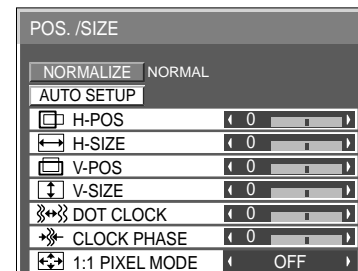 POS. /SIZE
NORMALIZE NORMAL
AUTO SETUP
H-POS 0
H-SIZE 0
V-POS 0
V-SIZE 0
DOT CLOCK 0
CLOCK PHASE 0
1:1 PIXEL MODE OFF